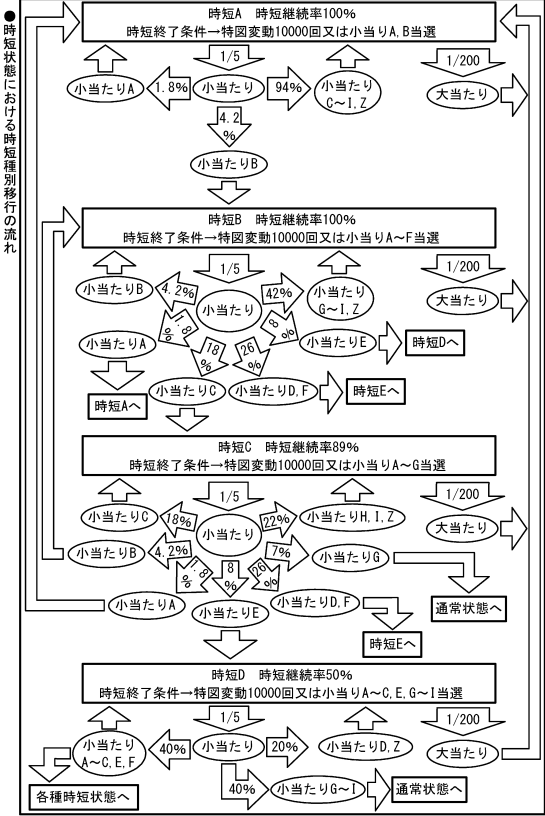 ●時短状態における時短種別移行の流れ
時短A　時短継続率100%
時短終了条件→特図変動10000回又は小当りA,B当選
1/5
1/200
小当たりA
1.8%
小当たり
94%
小当たり
C～I,Z
大当たり
4.2
%
小当たりB
時短B　時短継続率100%
時短終了条件→特図変動10000回又は小当りA～F当選
1/5
1/200
小当たりB
4.2%
小当たり
42%
小当たり
G～I,Z
大当たり
小当たりA
1.8
%
18
%
26
%
8
%
小当たりE
時短Dへ
時短Aへ
小当たりC
小当たりD,F
時短Eへ
時短C　時短継続率89%
時短終了条件→特図変動10000回又は小当りA～G当選
1/5
1/200
小当たりC
18%
小当たり
22%
小当たりH,I,Z
大当たり
小当たりB
4.2%
7%
小当たりG
1.8
%
8
%
26
%
小当たりA
小当たりE
小当たりD,F
通常状態へ
時短Eへ
時短D　時短継続率50%
時短終了条件→特図変動10000回又は小当りA～C,E,G～I当選
1/5
1/200
小当たり
A～C,E,F
40%
小当たり
20%
小当たりD,Z
大当たり
各種時短状態へ
40%
小当たりG～I
通常状態へ